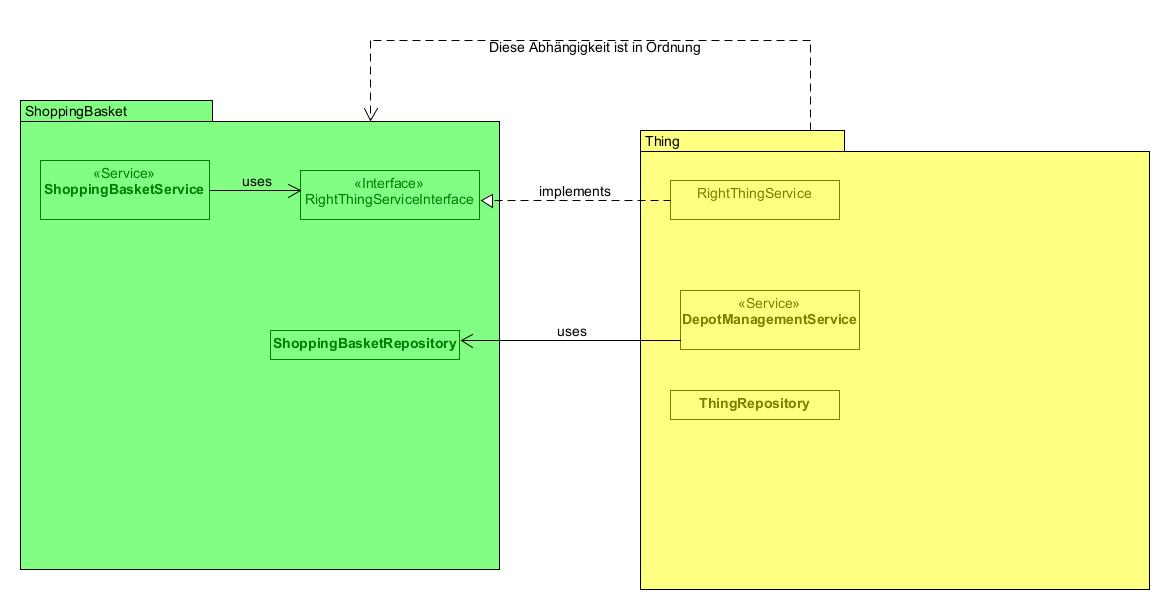 Diese Abhängigkeit ist in Ordnung
ShoppingBasket
Thing
«Service»
ShoppingBasketService
uses
«Interface»
RightThingServiceInterface
implements
RightThingService
«Service»
DepotManagementService
uses
ShoppingBasketRepository
ThingRepository